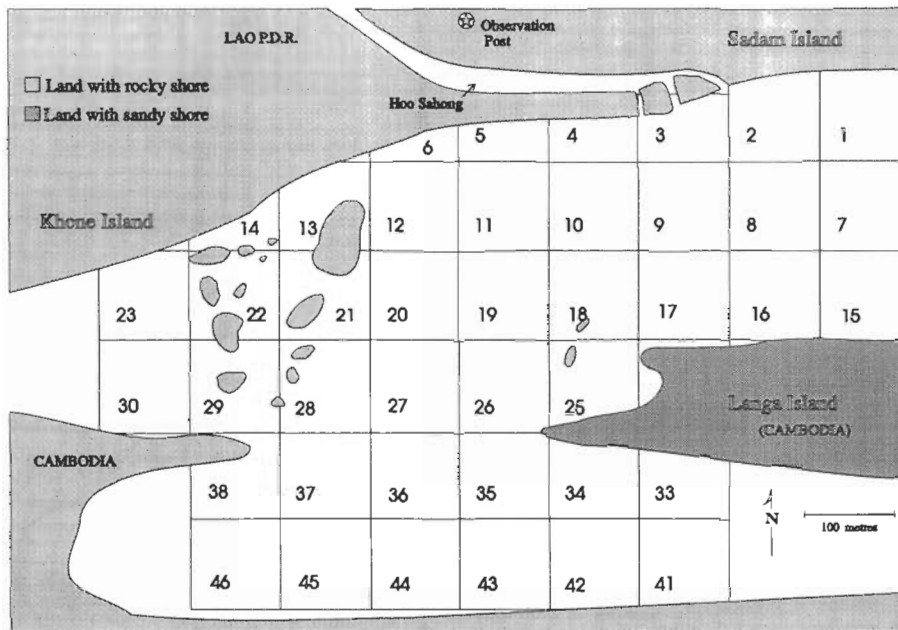 LAO P.D.R.
Observation
Post
Sadam Island
Land with rocky shore
Land with sandy shore
Hoo Sahong
6 5 4 3 2 1
Khone Island
14 13 12 11 10 9 8 7
23 22 21 20 19 18 17 16 15
30 29 28 27 26 25
Langa Island
(CAMBODIA)
CAMBODIA
38 37 36 35 34 33
N
100 metres
46 45 44 43 42 41